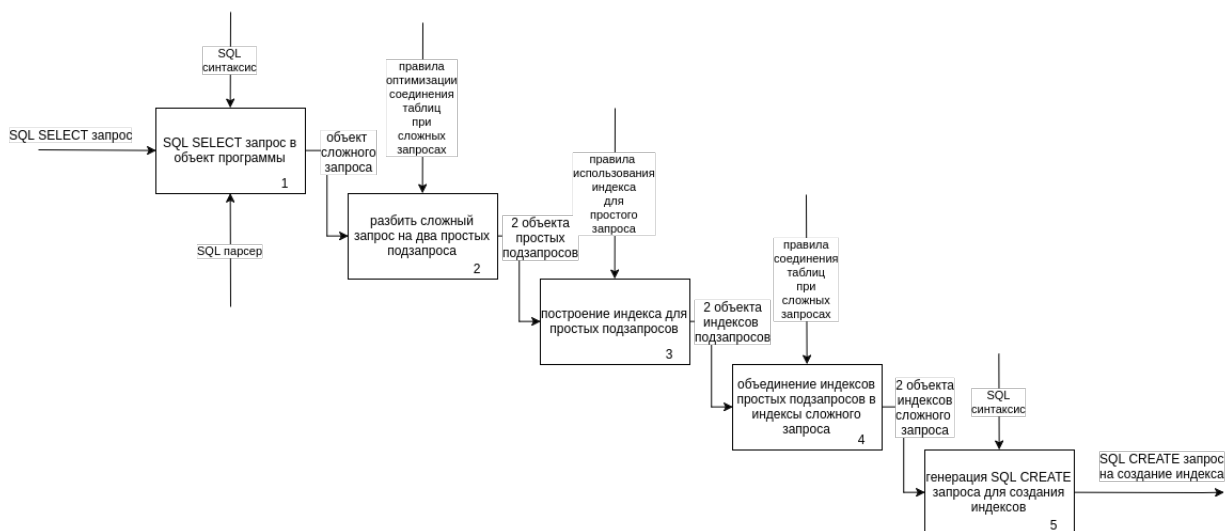 SQL
синтаксис
правила
оптимизации
соединения
таблиц
при
сложных
запросах
SQL SELECT запрос
SQL SELECT запрос в
объект программы
1
объект
сложного
запроса
SQL парсер
правила
использования
индекса
для
простого
запроса
разбить сложный
запрос на два простых
подзапроса
2
2 объекта
простых
подзапросов
правила
соединения
таблиц
при
сложных
запросах
построение индекса для
простых подзапросов
3
2 объекта
индексов
подзапросов
объединение индексов
простых подзапросов в
индексы сложного
запроса
4
2 объекта
индексов
сложного
запроса
SQL
синтаксис
генерация SQL CREATE
запроса для создания
индексов
5
SQL CREATE запрос
на создание индекса